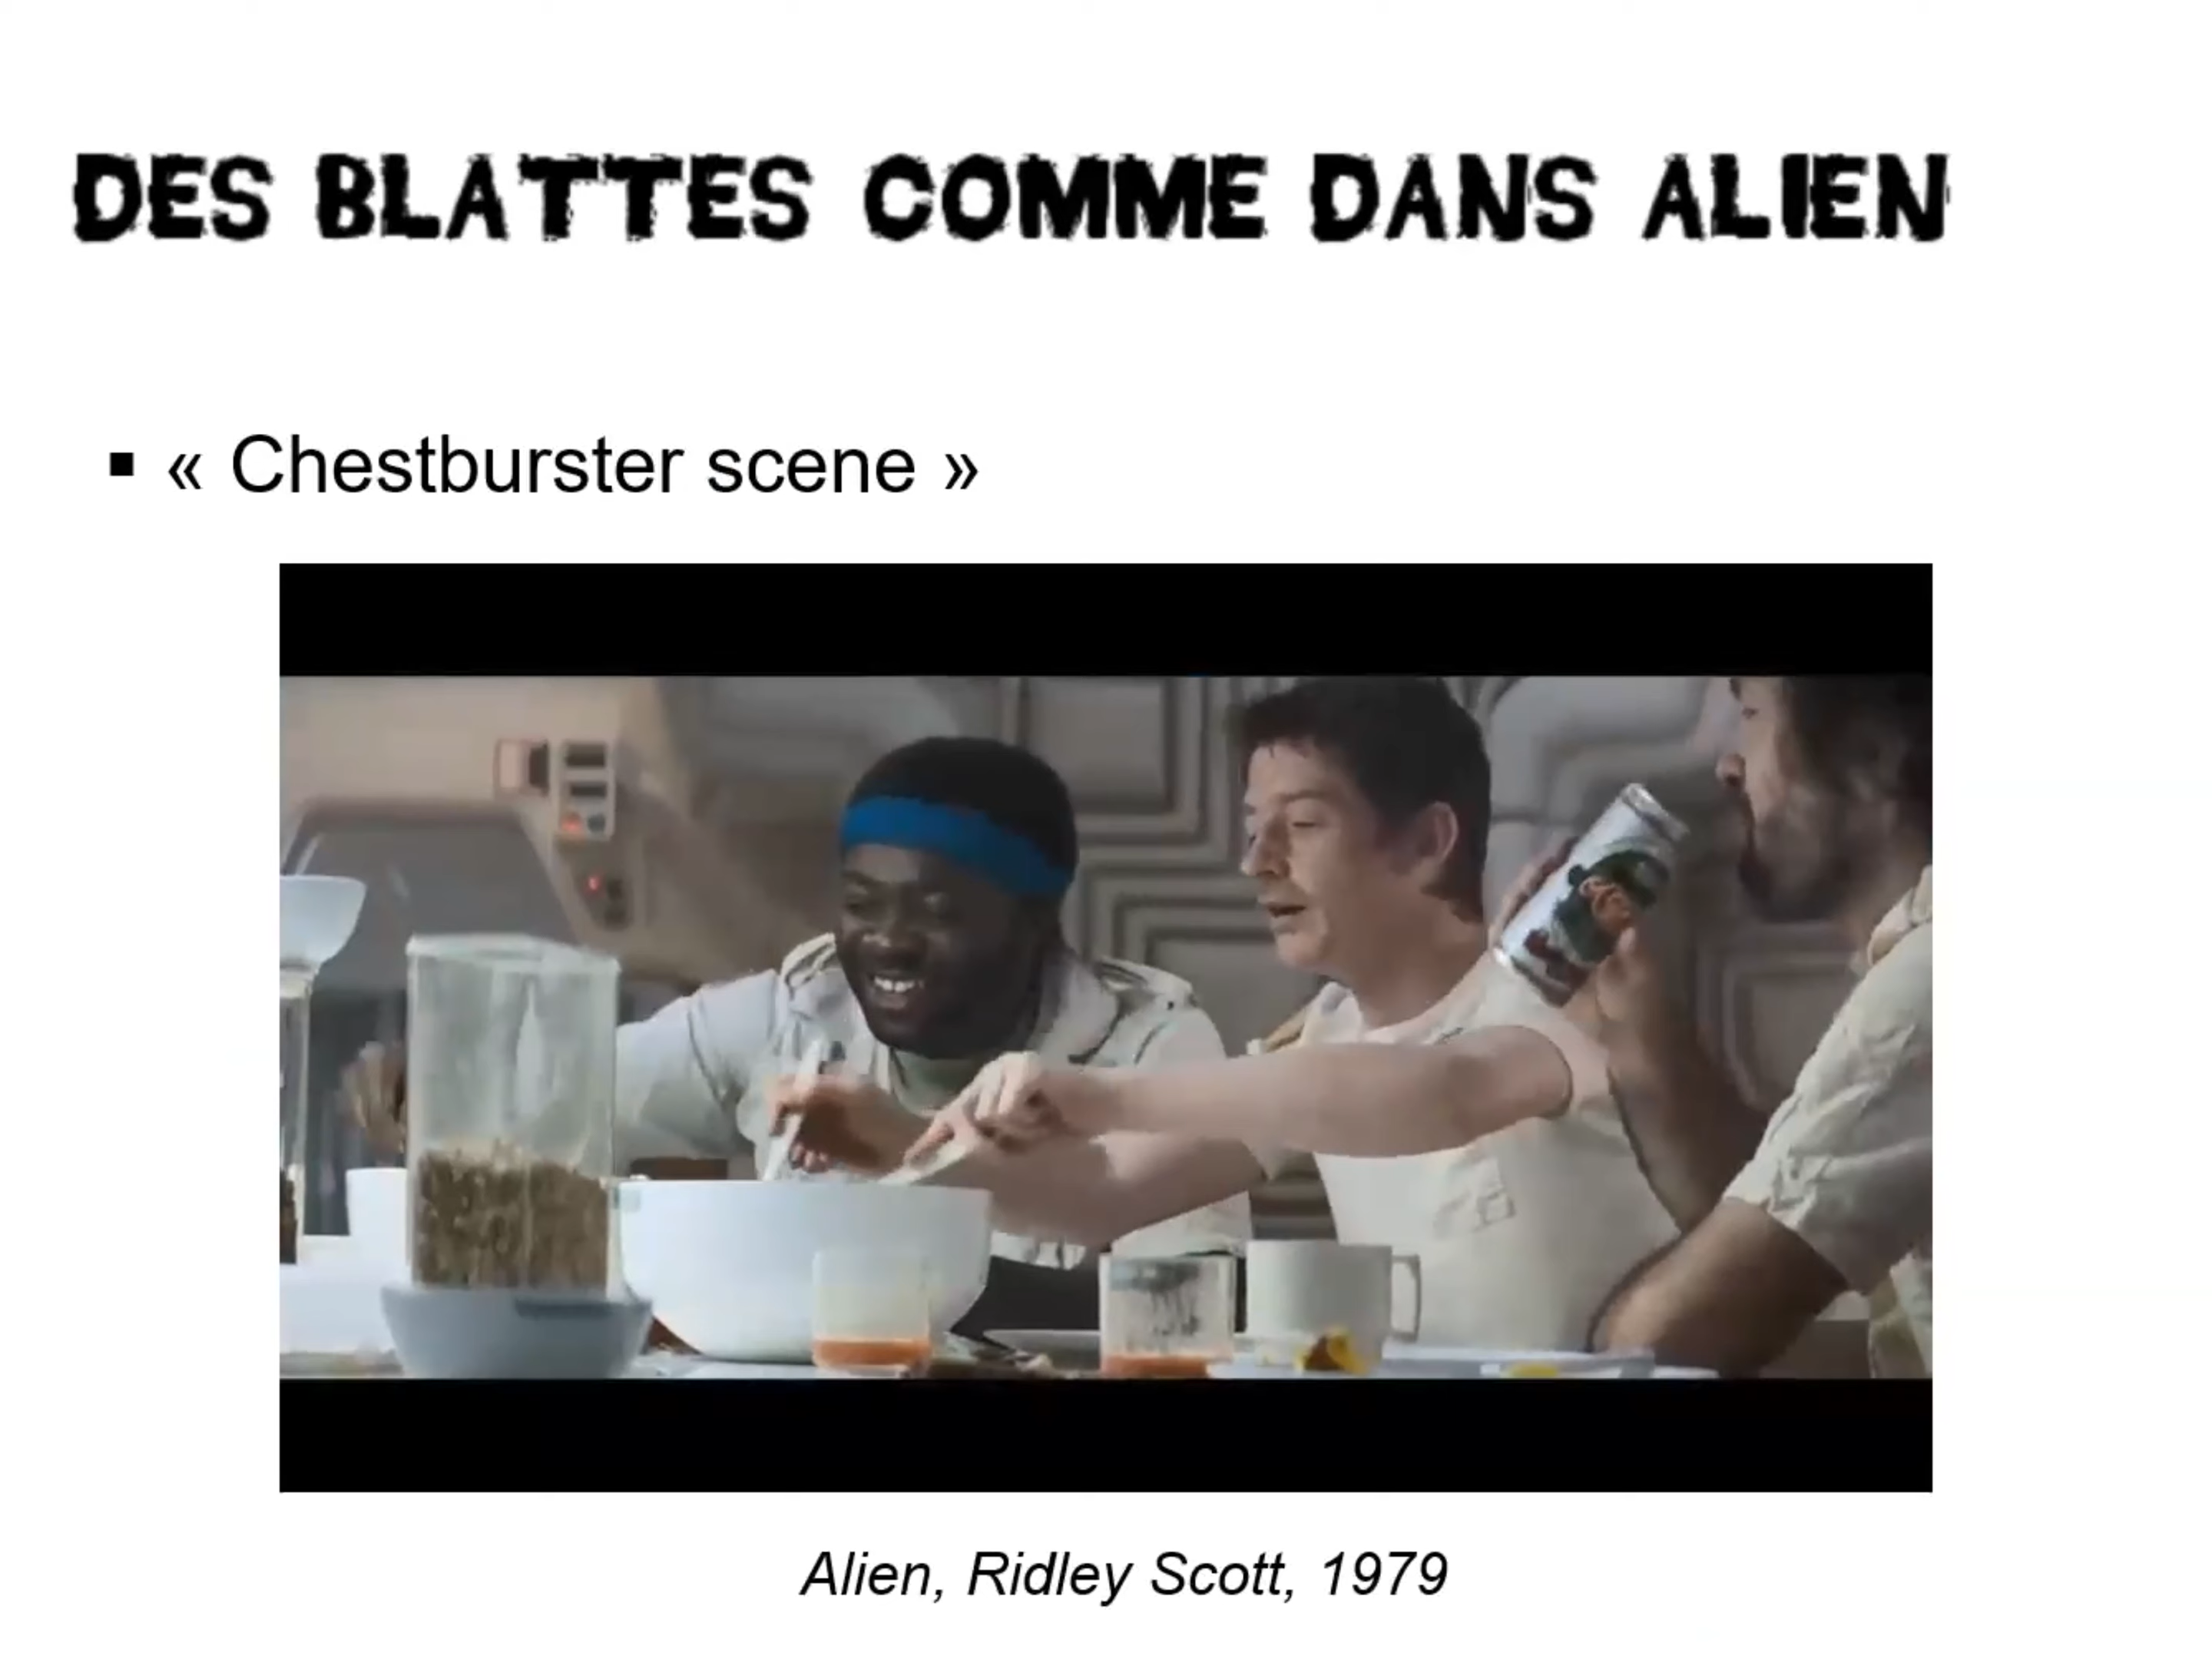 DES BLATTES COMME DANS ALIEN
« Chestburster scene »
Alien, Ridley Scott, 1979